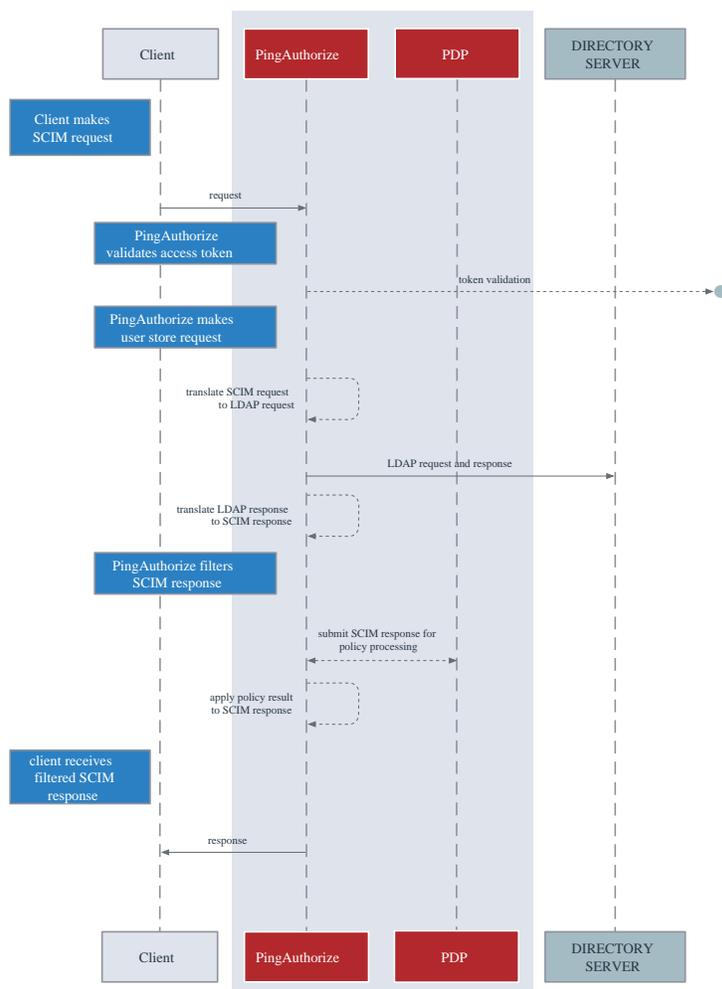 Client
PingAuthorize
PDP
DIRECTORY
SERVER
Client makes
SCIM request
request
PingAuthorize
validates access token
token validation
PingAuthorize makes
user store request
translate SCIM request
to LDAP request
LDAP request and response
translate LDAP response
to SCIM response
PingAuthorize filters
SCIM response
submit SCIM response for
policy processing
apply policy result
to SCIM response
client receives
filtered SCIM
response
response
Client
PingAuthorize
PDP
DIRECTORY
SERVER